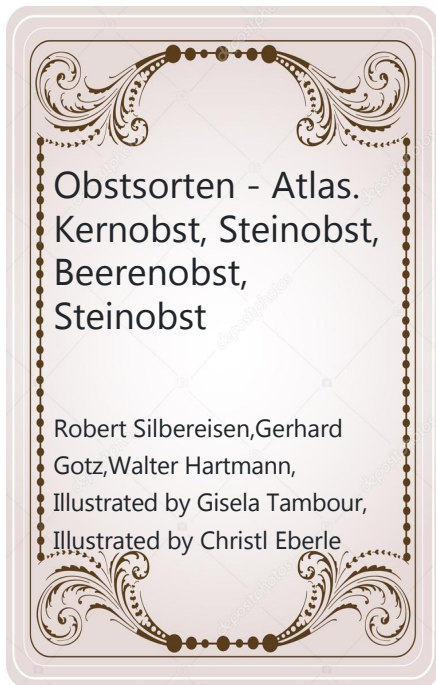 Obstsorten - Atlas.
Kernobst, Steinobst,
Beerenobst,
Steinobst
Robert Silbereisen,Gerhard
Gotz,Walter Hartmann,
Illustrated by Gisela Tambour,
Illustrated by Christl Eberle